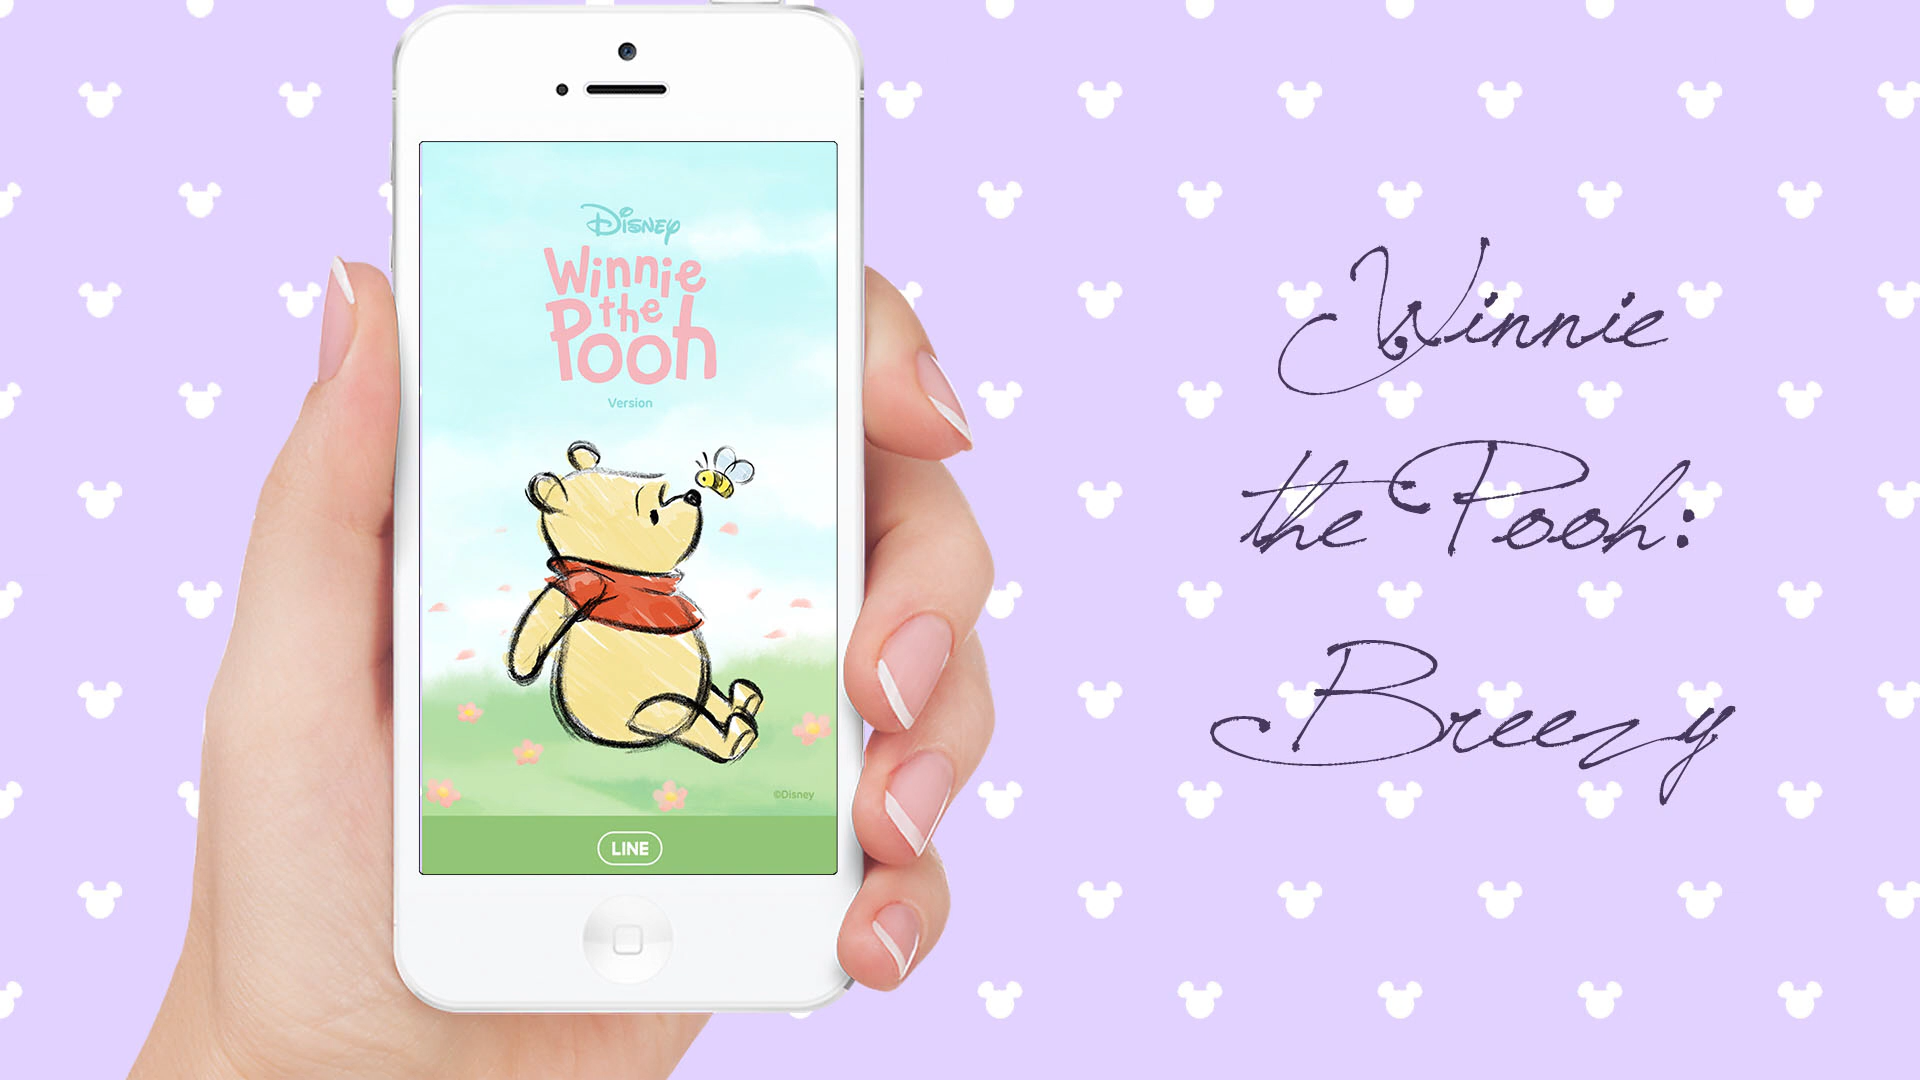 Disney
Winnie
the
Pooh
Version
©Disney
LINE
Winnie
the Pooh:
Breezy